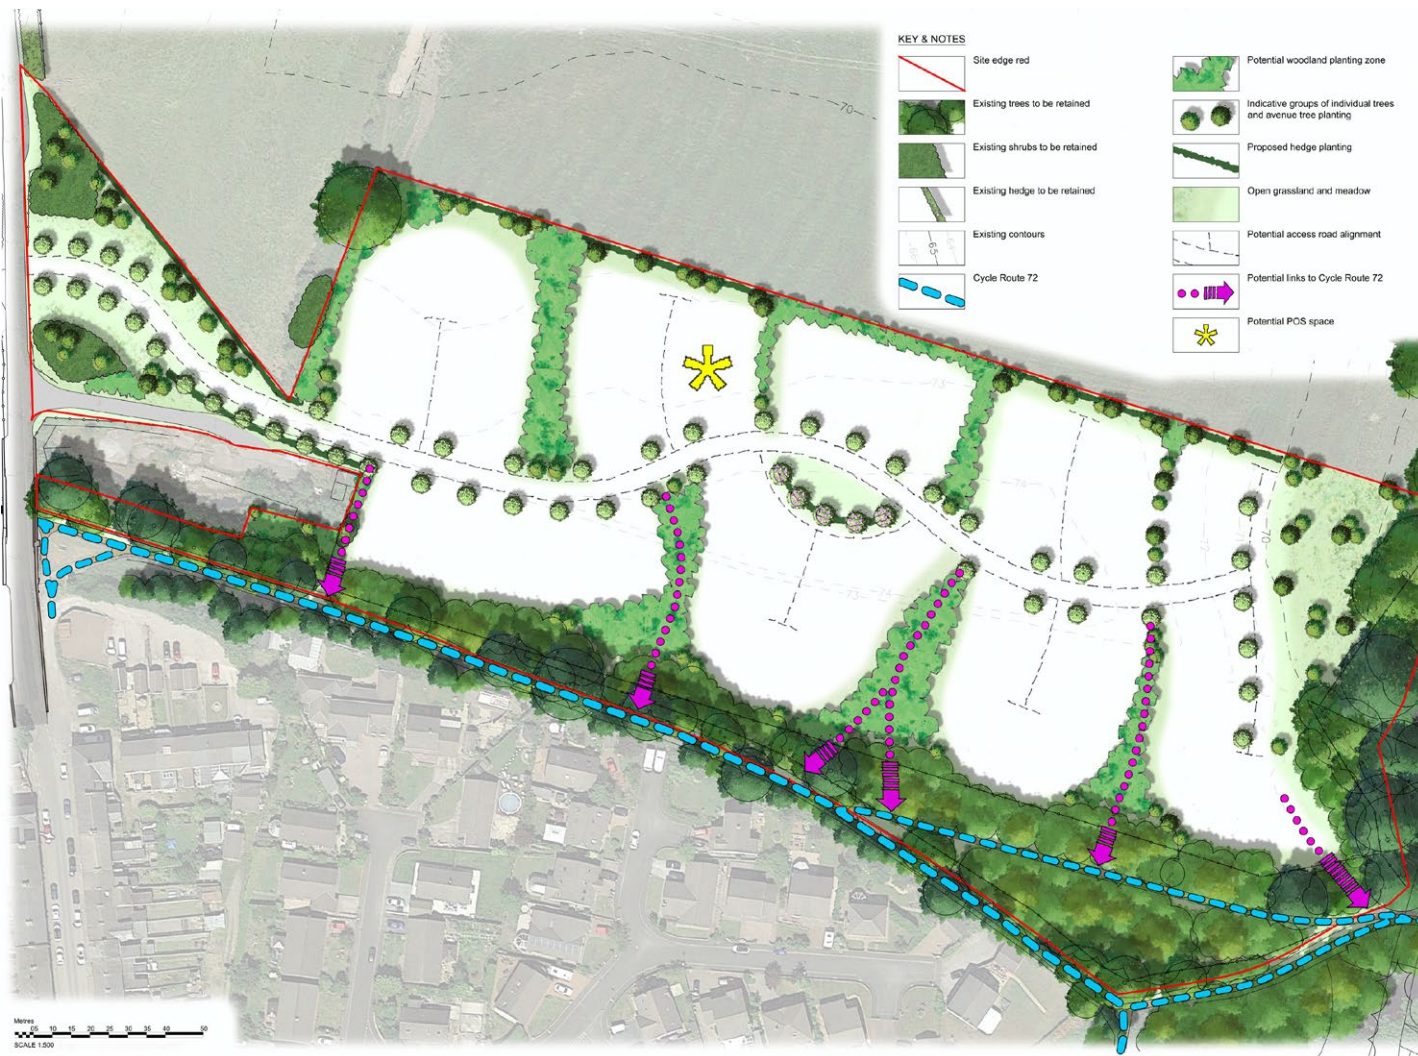 KEY & NOTES
Site edge red
Existing trees to be retained
Existing shrubs to be retained
Existing hedge to be retained
65
Existing contours
Cycle Route 72
Potential woodland planting zone
Indicative groups of individual trees
and avenue tree planting
Proposed hedge planting
Open grassland and meadow
Potential access road alignment
Potential links to Cycle Route 72
Potential POS space
70
73
74
72
70
73
74
Metres
05 10 15 20 25 30 35 40 50
SCALE 1:500